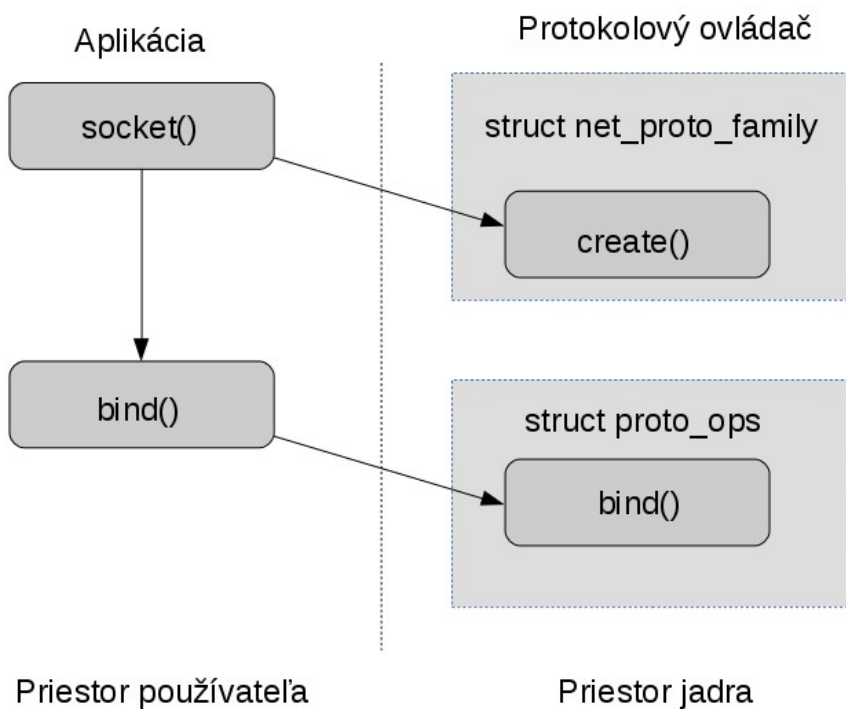 Aplikácia
Protokolový ovládač
socket()
struct net_proto_family
create()
bind()
struct proto_ops
bind()
Priestor používateľa
Priestor jadra